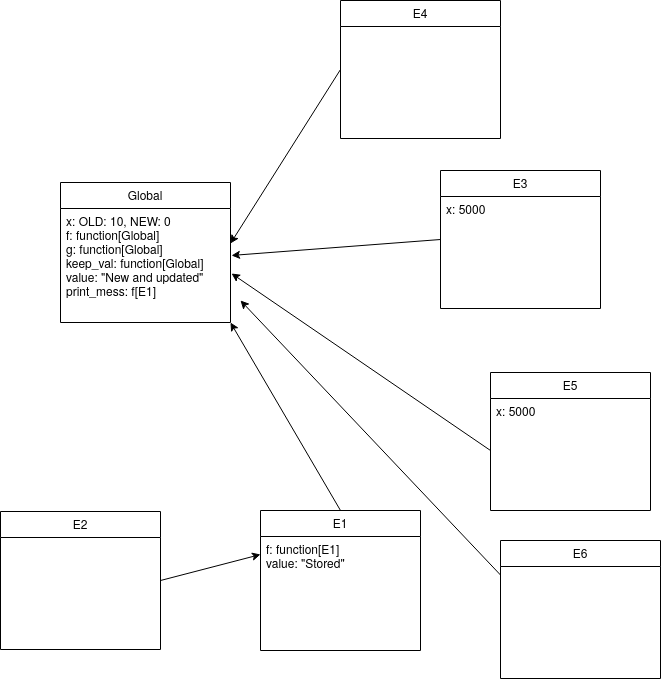 E4
E3
x: 5000
Global
x: OLD: 10, NEW: 0
f: function[Global]
g: function[Global]
keep_val: function[Global]
value: "New and updated"
print_mess: f[E1]
E5
x: 5000
E2
E1
f: function[E1]
value: "Stored"
E6